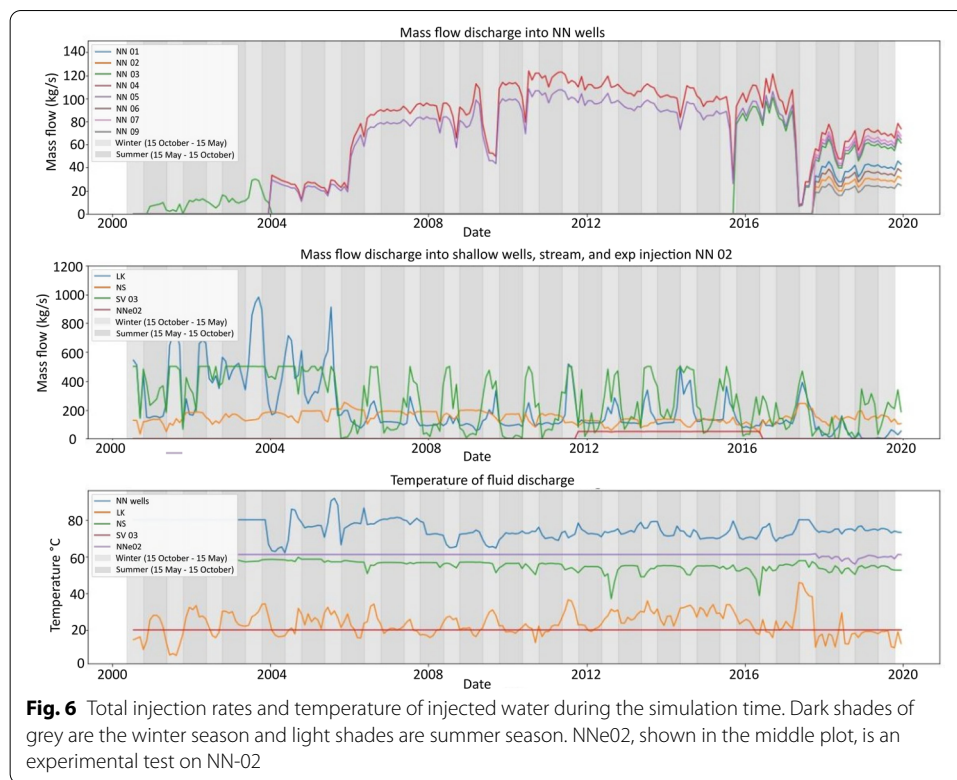 Mass flow discharge into NN wells
Mass flow (kg/s)
140
120
100
80
60
40
20
0
NN 01
NN 02
NN 03
NN 04
NN 05
NN 06
NN 07
NN 09
Winter (15 October - 15 May)
Summer (15 May - 15 October)
2000 2004 2008 2012 2016 2020
Date
Mass flow discharge into shallow wells, stream, and exp injection NN 02
Mass flow (kg/s)
1200
1000
800
600
400
200
0
LK
NS
SV 03
NNe02
Winter (15 October - 15 May)
Summer (15 May - 15 October)
2000 2004 2008 2012 2016 2020
Date
Temperature of fluid discharge
Temperature °C
80
60
40
20
0
NN wells
LK
NS
SV 03
NNe02
Winter (15 October - 15 May)
Summer (15 May - 15 October)
2000 2004 2008 2012 2016 2020
Date
Fig. 6 Total injection rates and temperature of injected water during the simulation time. Dark shades of
grey are the winter season and light shades are summer season. NNe02, shown in the middle plot, is an
experimental test on NN-02